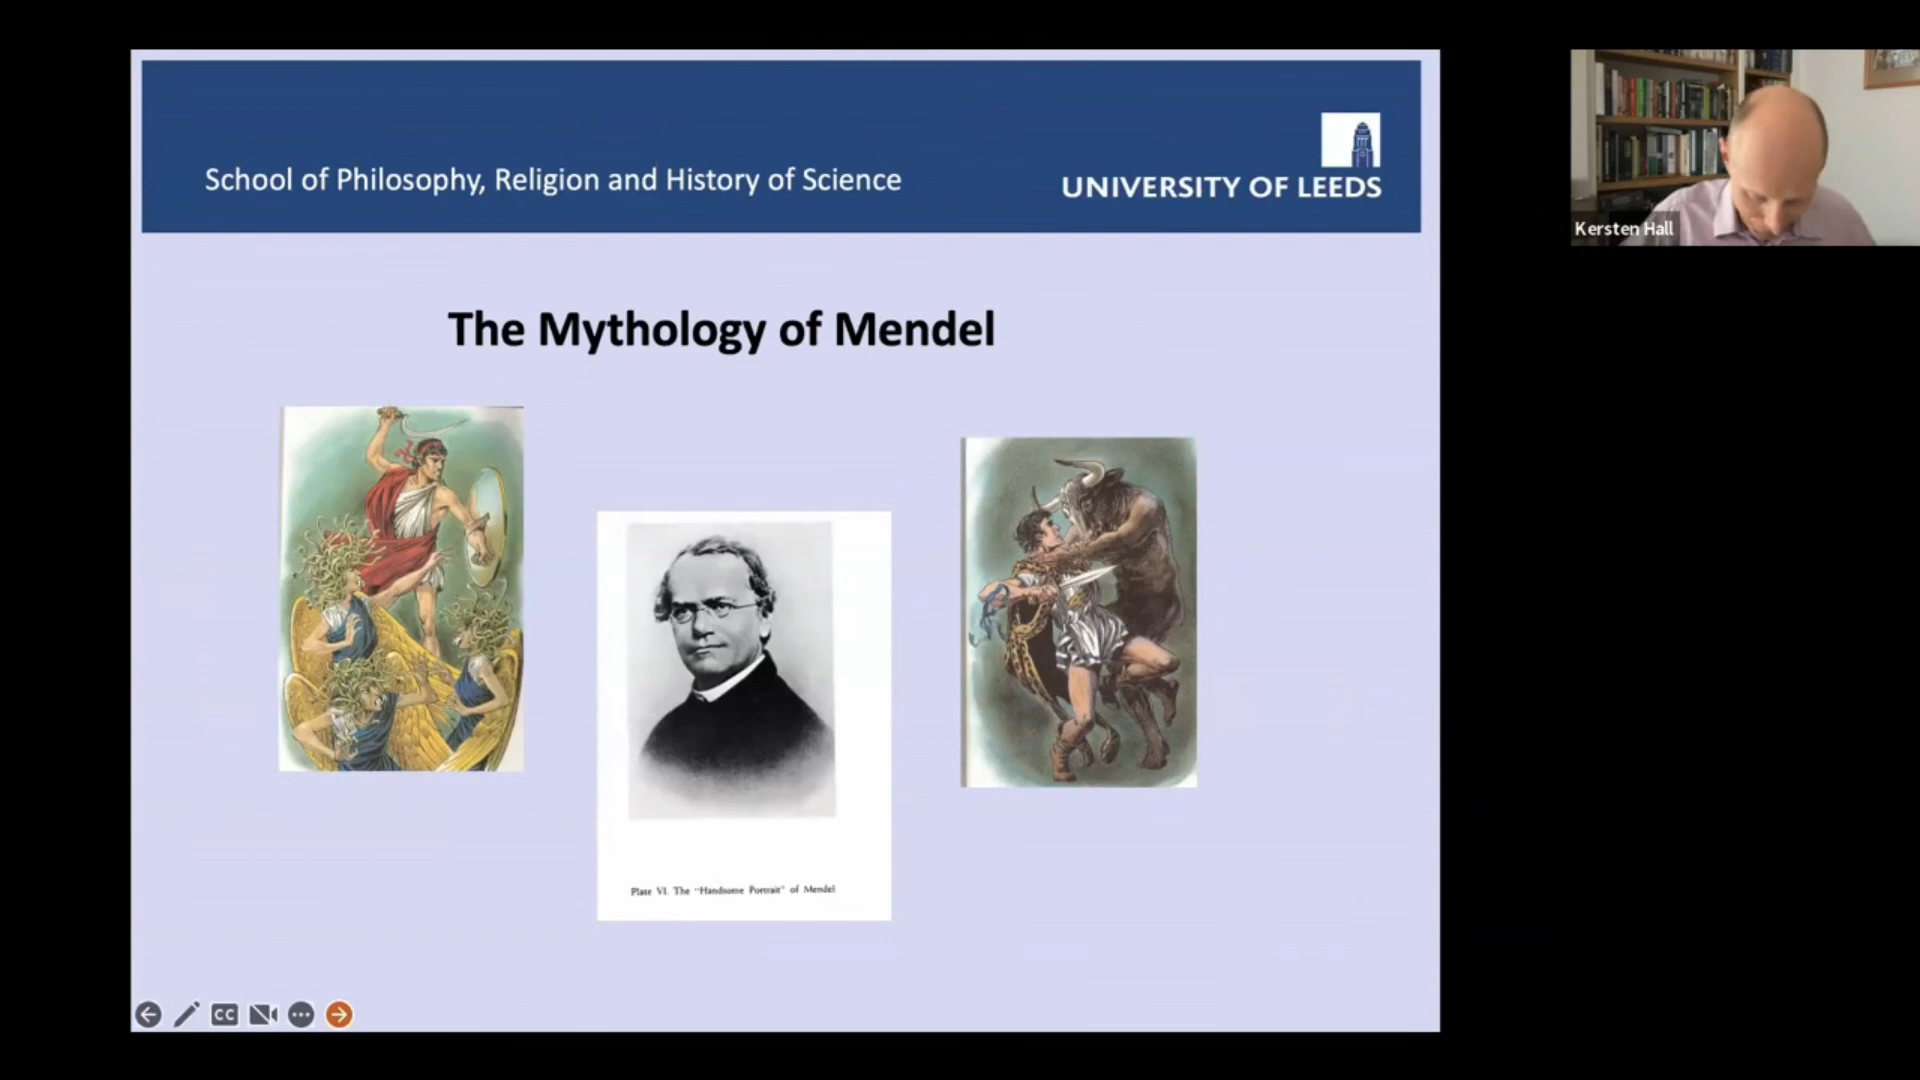 School of Philosophy, Religion and History of Science
UNIVERSITY OF LEEDS
Kersten Hall
The Mythology of Mendel
Plate VI. The "Handsome Portrait" of Mendel
CC